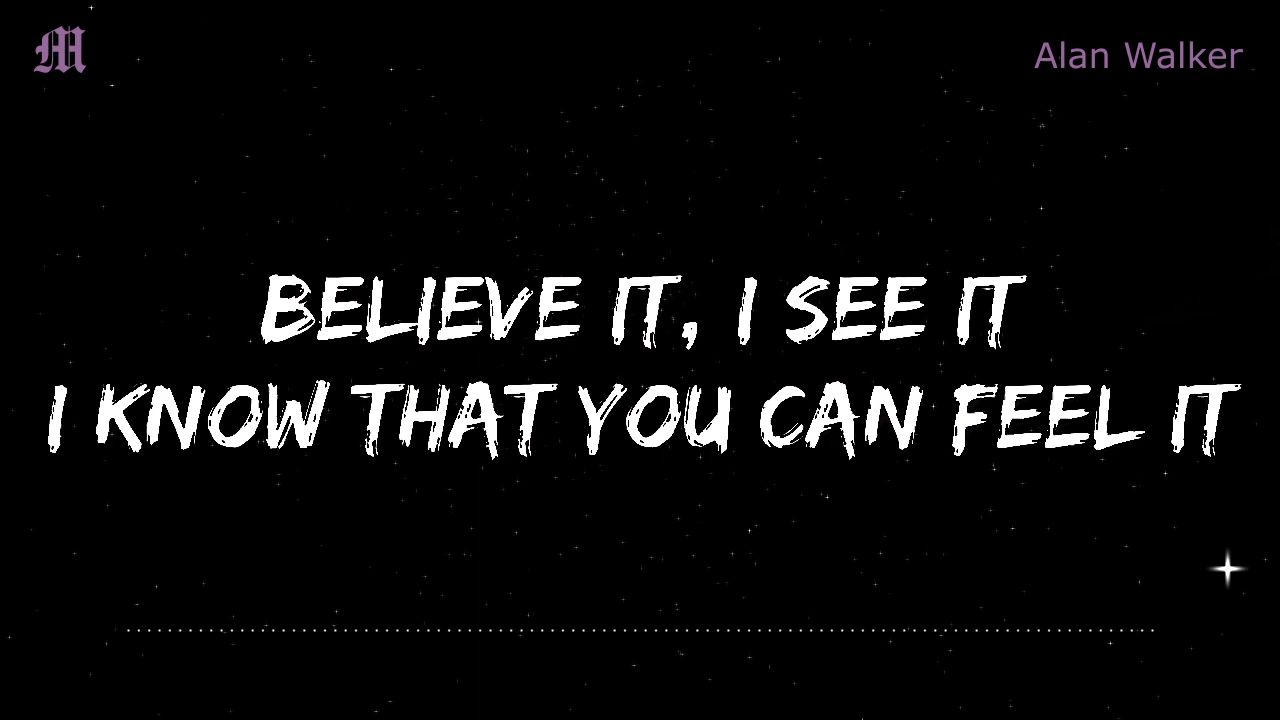 M
Alan Walker
BELIEVE IT, I SEE IT
I KNOW THAT YOU CAN FEEL IT